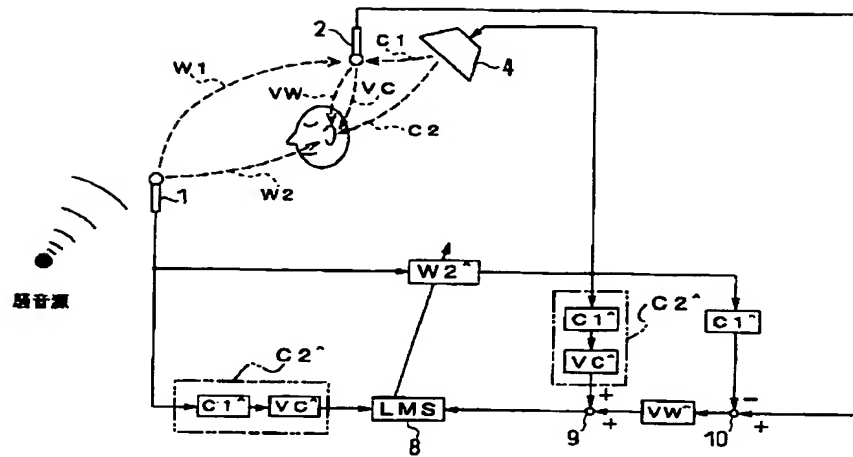 2
C1
4
W1
VW
VC
C2
W2
1
騒音源
W2^
C2^
C1^
VC^
C1^
C2^
C1^
VC^
LMS
8
+
+
9
VW^
−
+
10